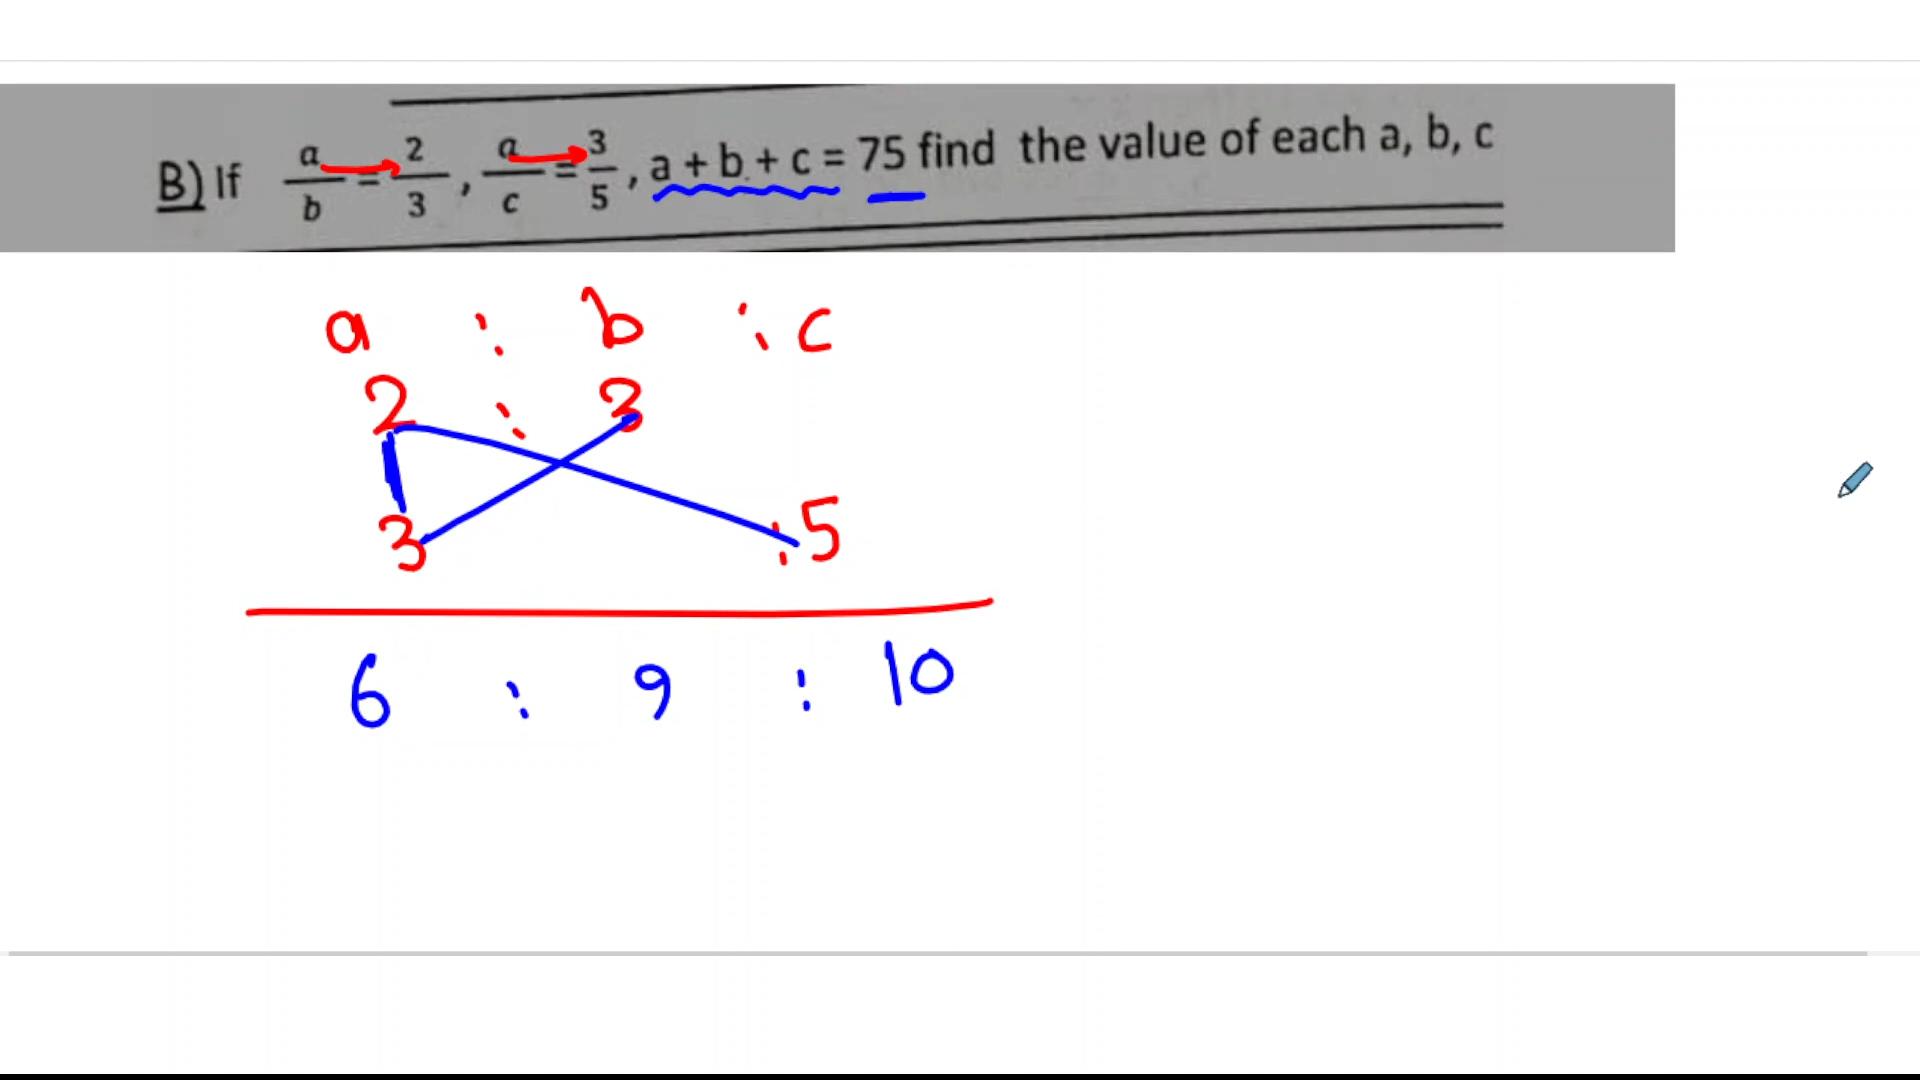 B) If a/b = 2/3 , a/c = 3/5 , a + b + c = 75 find the value of each a, b, c
a : b : c
2 : 3
3 : 5
6 : 9 : 10